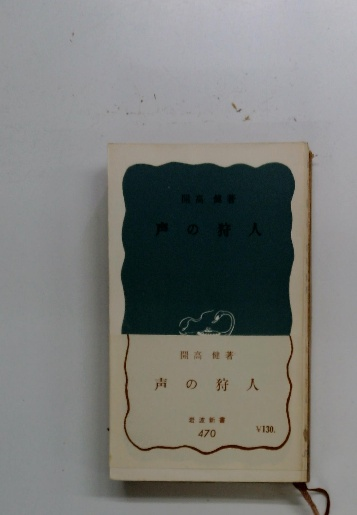 開高 健著
声の狩人
開高 健著
声の狩人
岩波新書
470
¥130.